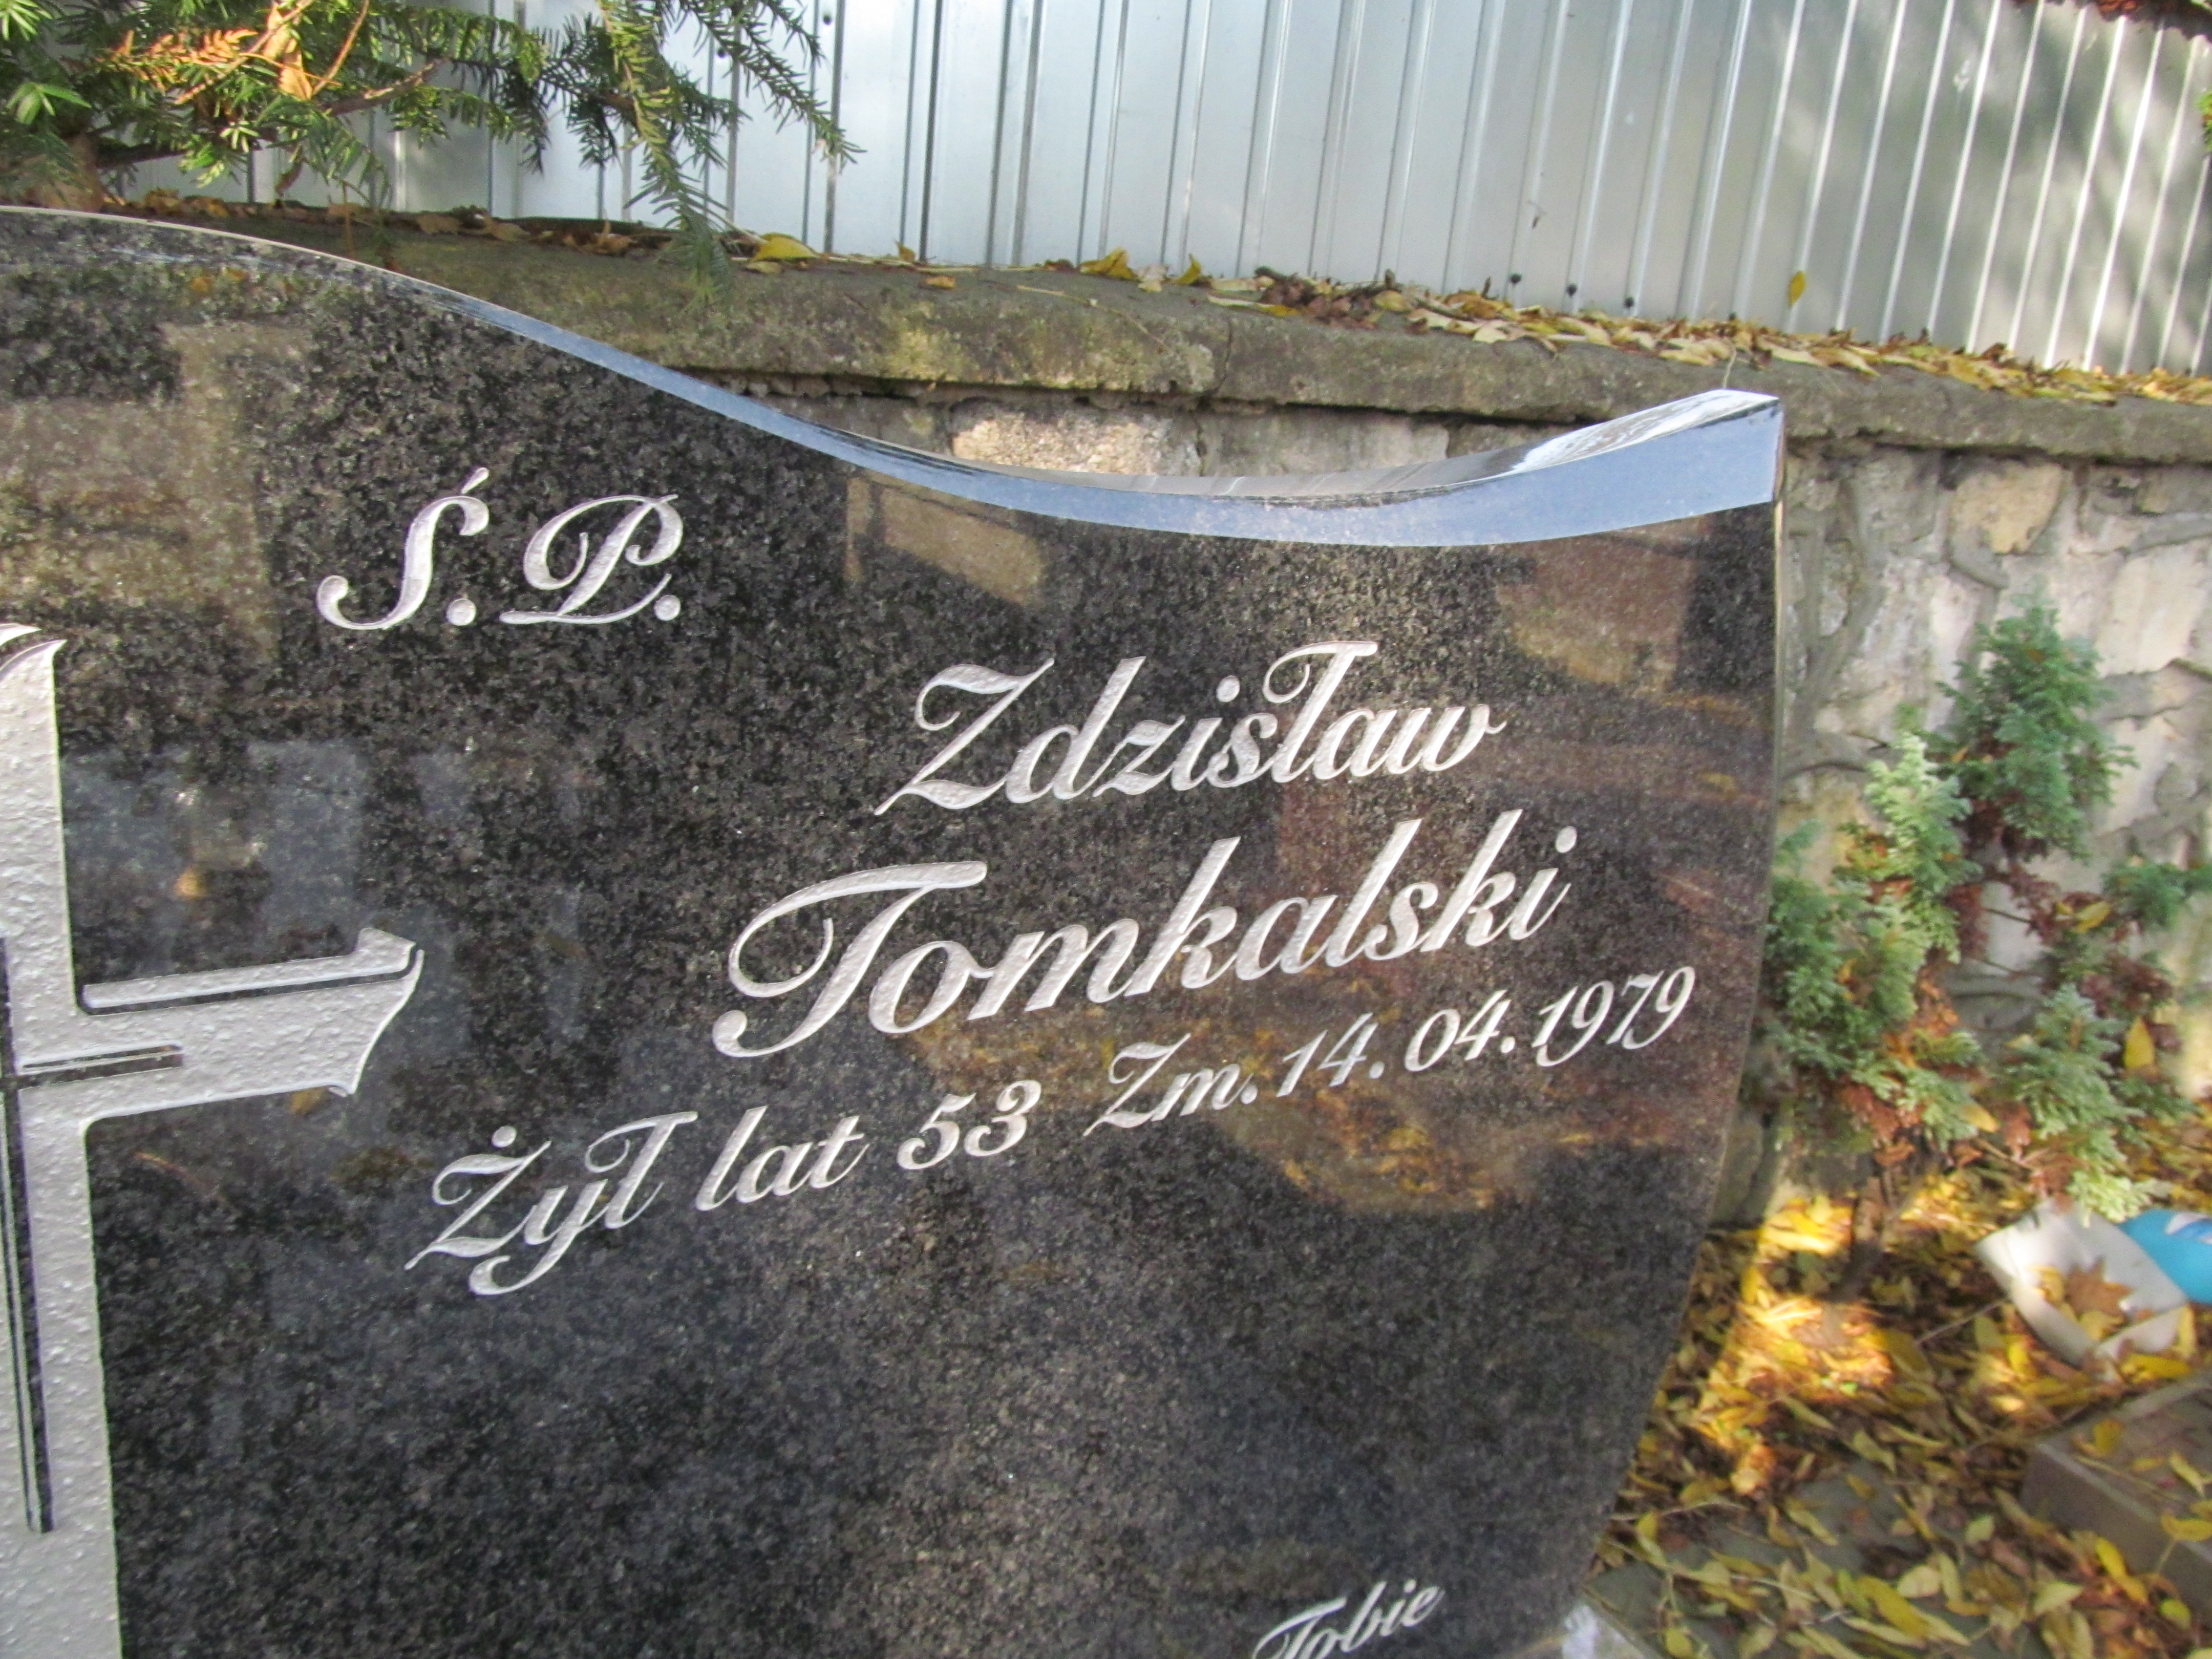 Ś. P.
Zdzisław
Tomkalski
Żył lat 53 Zm. 14. 04. 1979
Tobie